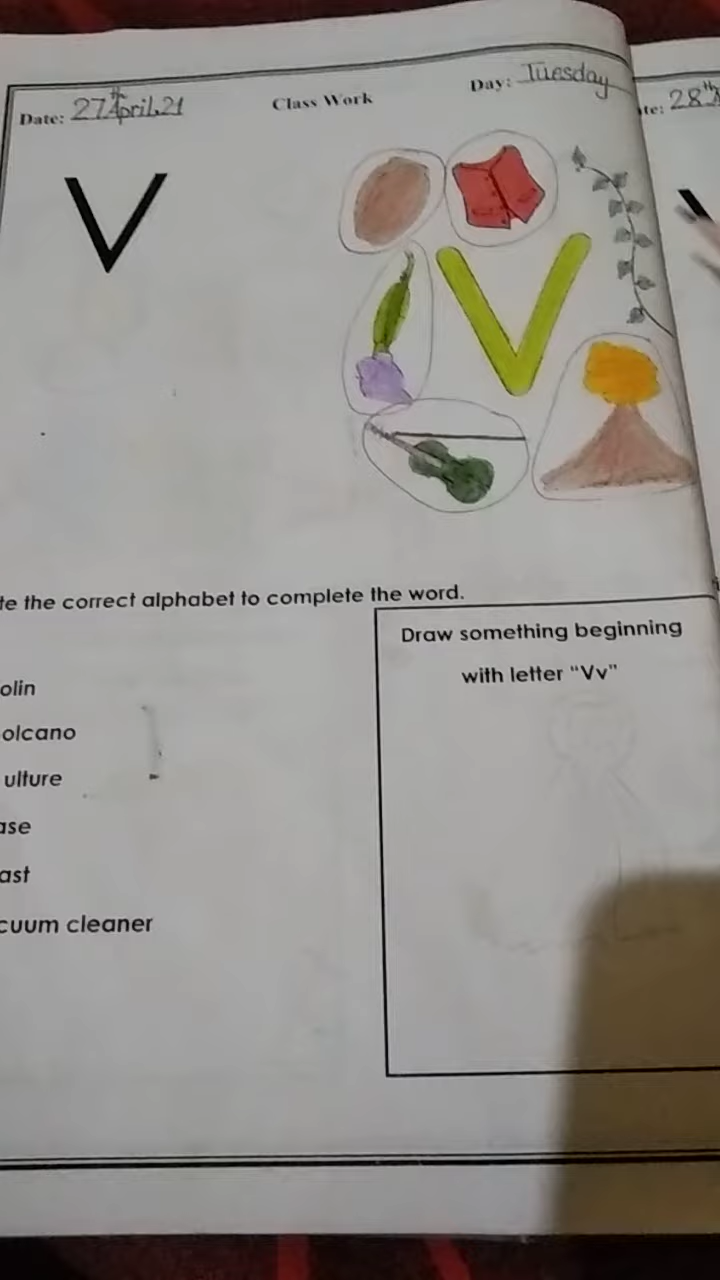 Date: 27th April, 21 Class Work Day: Tuesday
te: 28th
V
V
te the correct alphabet to complete the word.
Draw something beginning
with letter “Vv”
olin
olcano
ulture
ase
ast
cuum cleaner